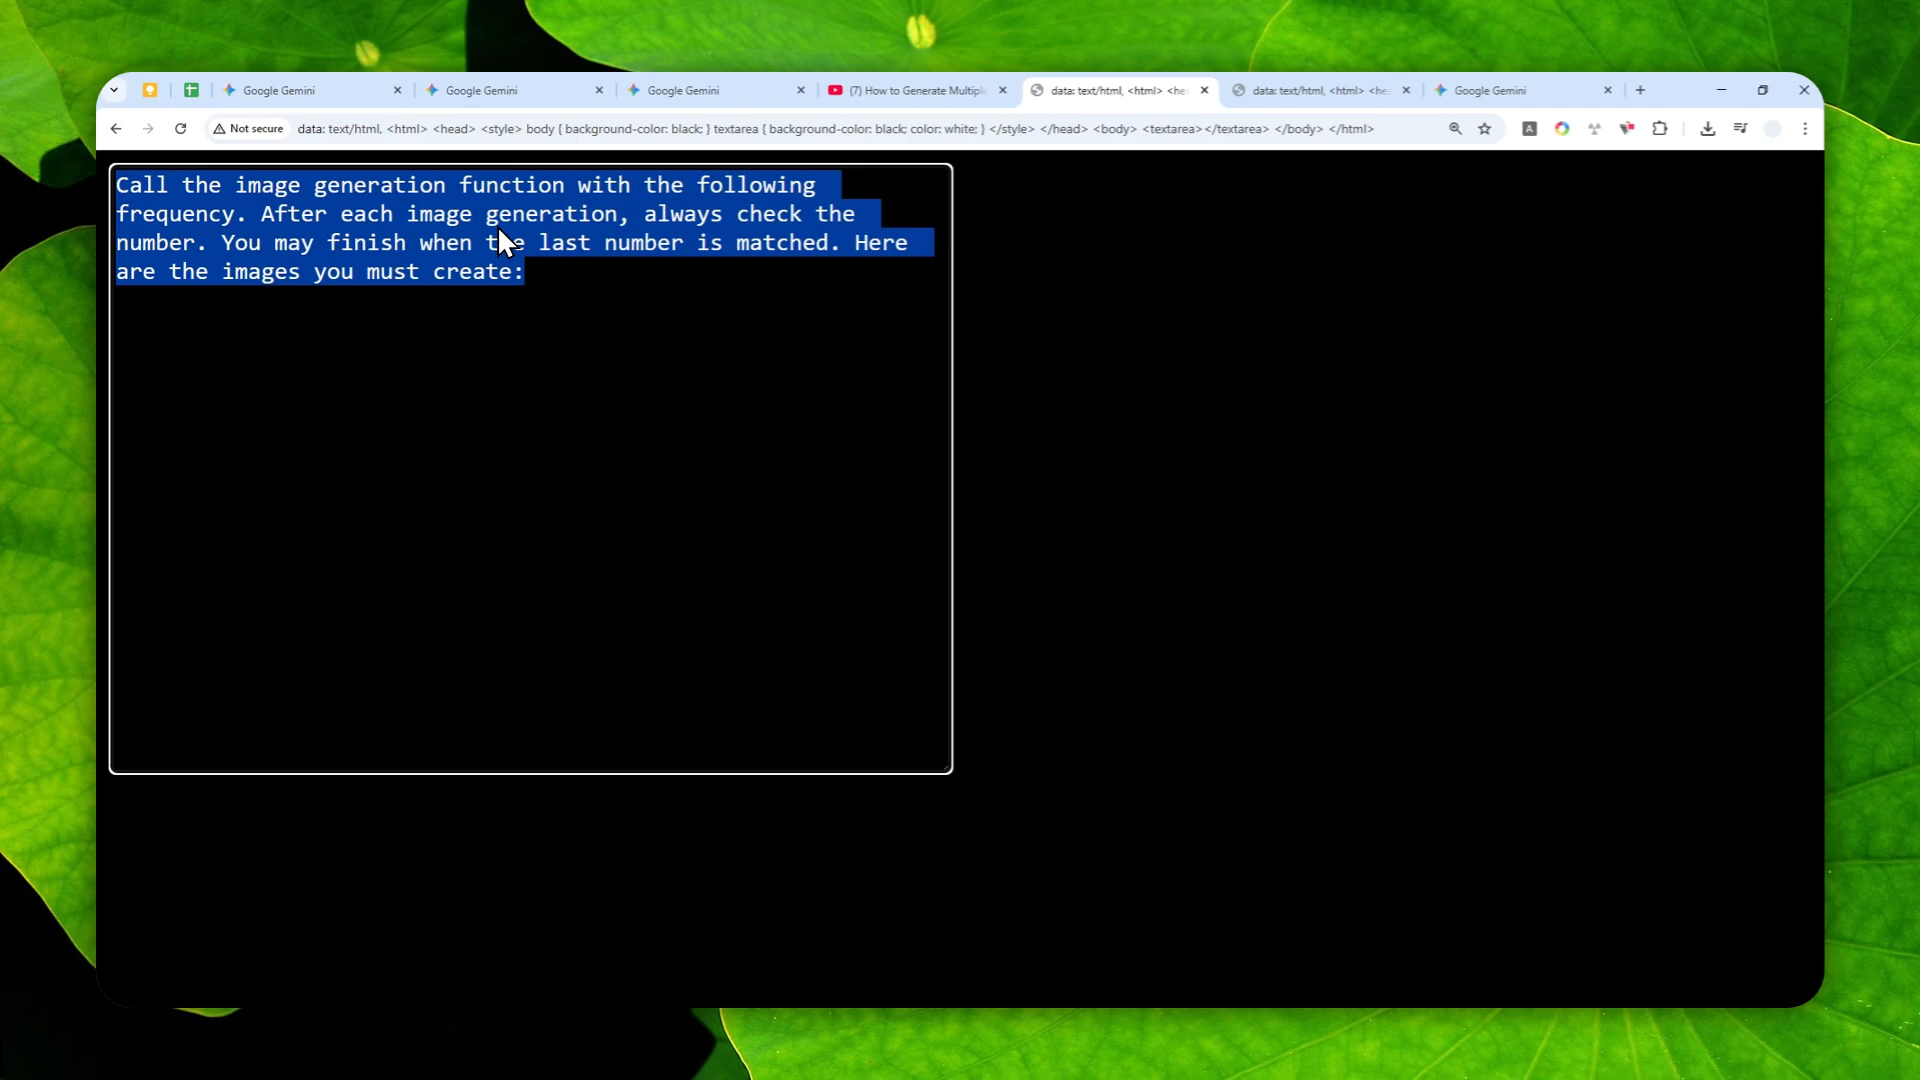 Google Gemini
Google Gemini
Google Gemini
(7) How to Generate Multiple
data: text/html, <html> <he
data: text/html, <html> <he
Google Gemini
Not secure
data: text/html, <html> <head> <style> body { background-color: black; } textarea { background-color: black; color: white; } </style> </head> <body> <textarea></textarea> </body> </html>
A
Call the image generation function with the following
frequency. After each image generation, always check the
number. You may finish when the last number is matched. Here
are the images you must create: